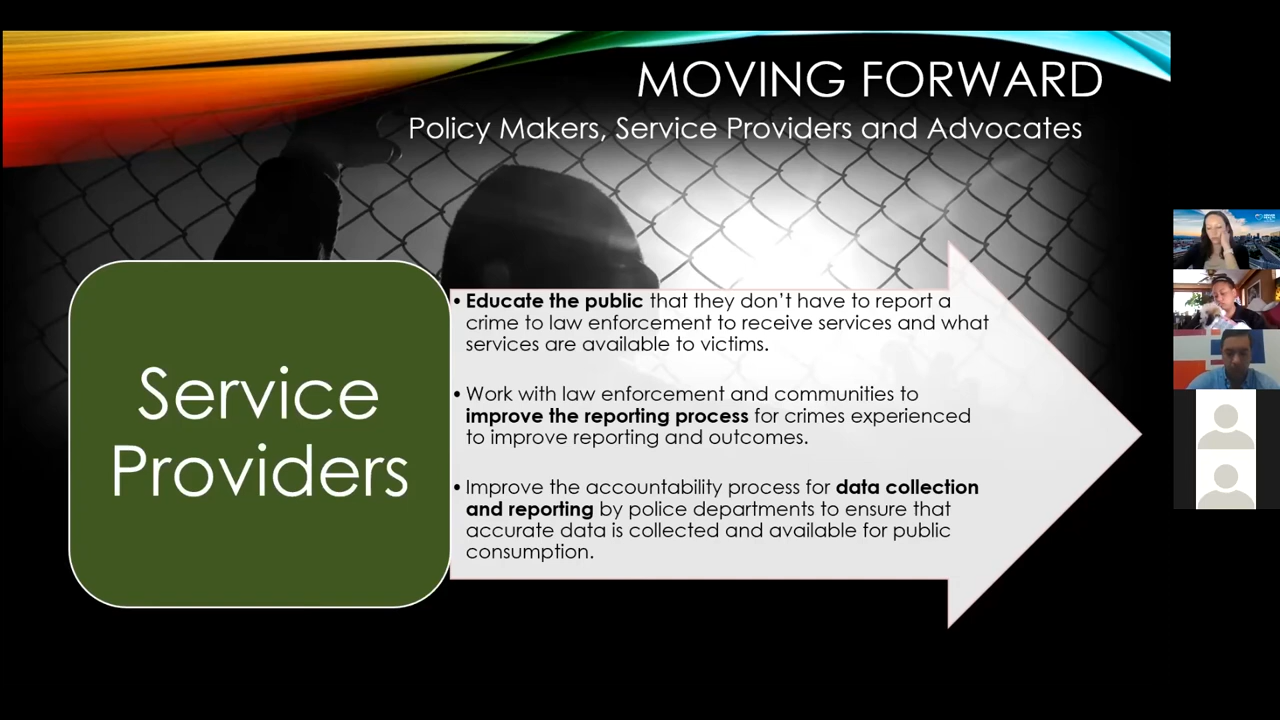 MOVING FORWARD
Policy Makers, Service Providers and Advocates
Service
Providers
• Educate the public that they don't have to report a
crime to law enforcement to receive services and what
services are available to victims.
• Work with law enforcement and communities to
improve the reporting process for crimes experienced
to improve reporting and outcomes.
• Improve the accountability process for data collection
and reporting by police departments to ensure that
accurate data is collected and available for public
consumption.